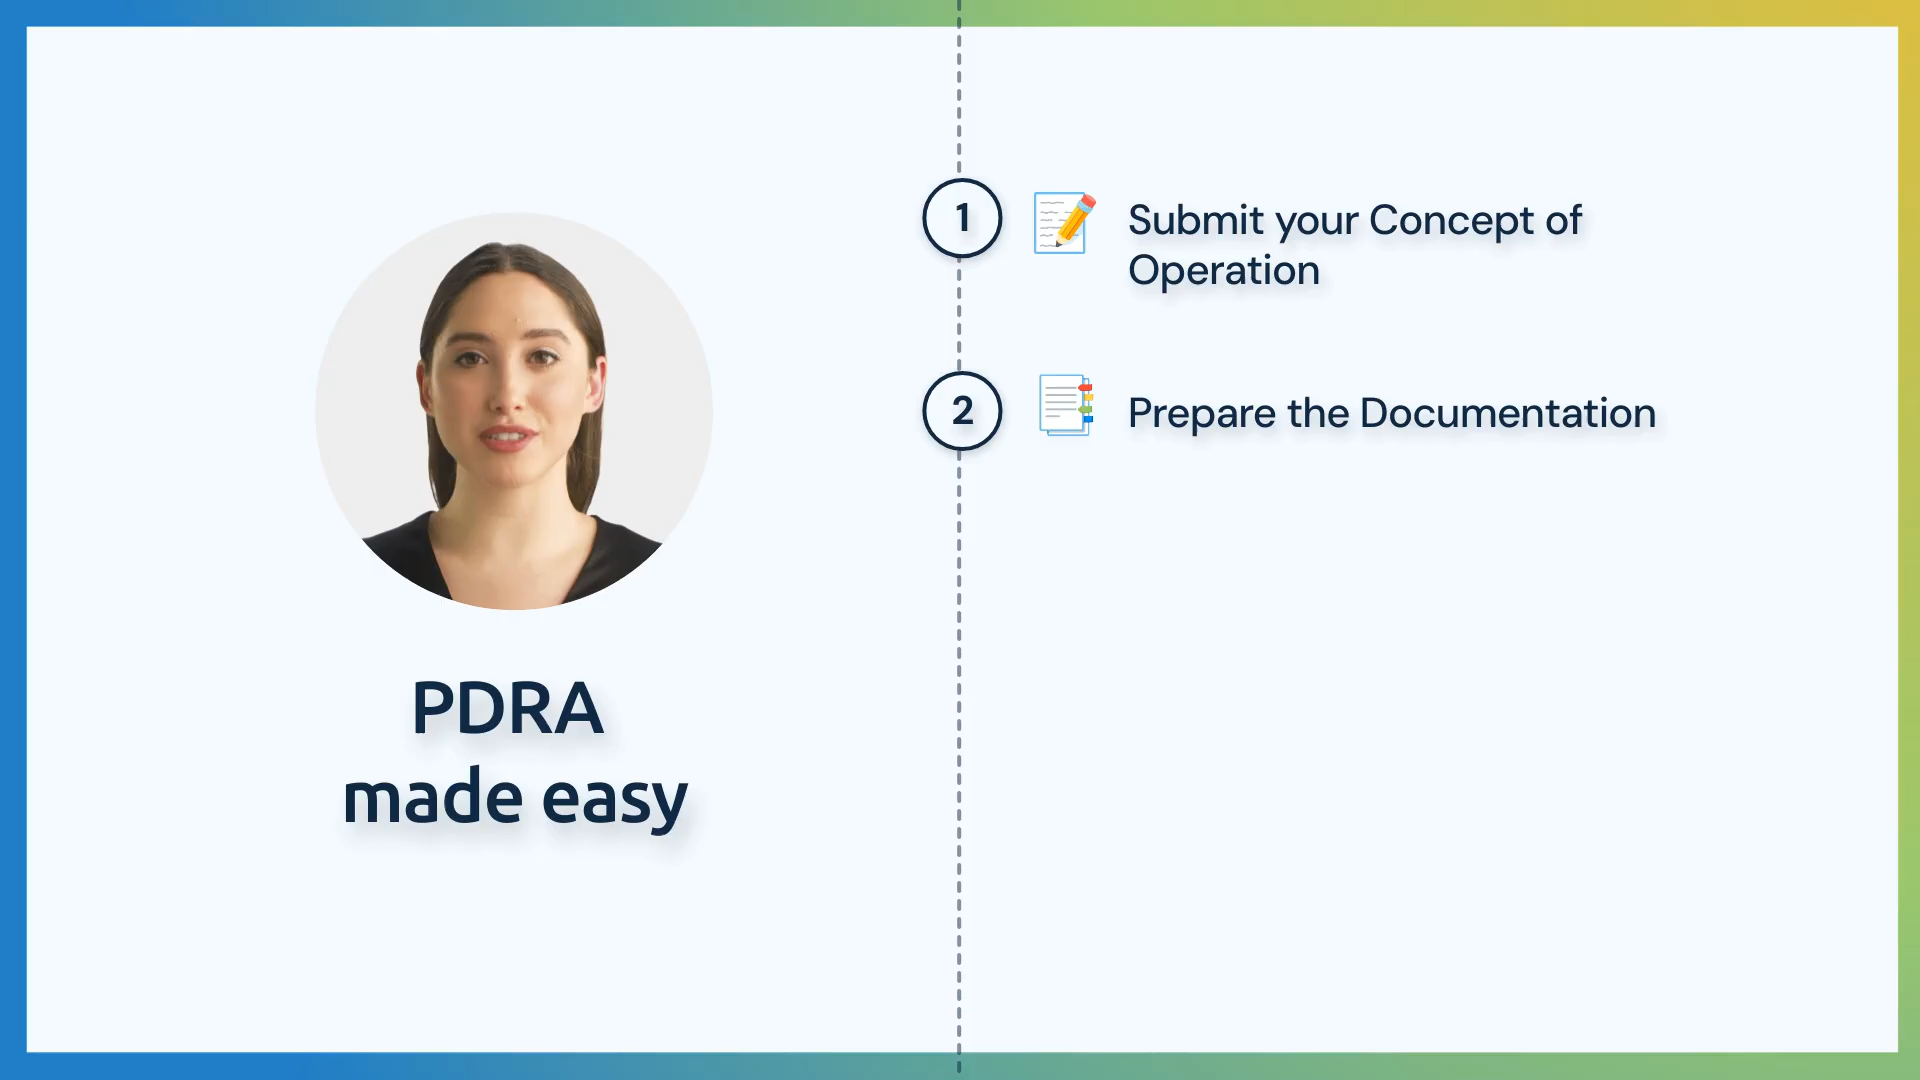 PDRA
made easy
1
Submit your Concept of
Operation
2
Prepare the Documentation